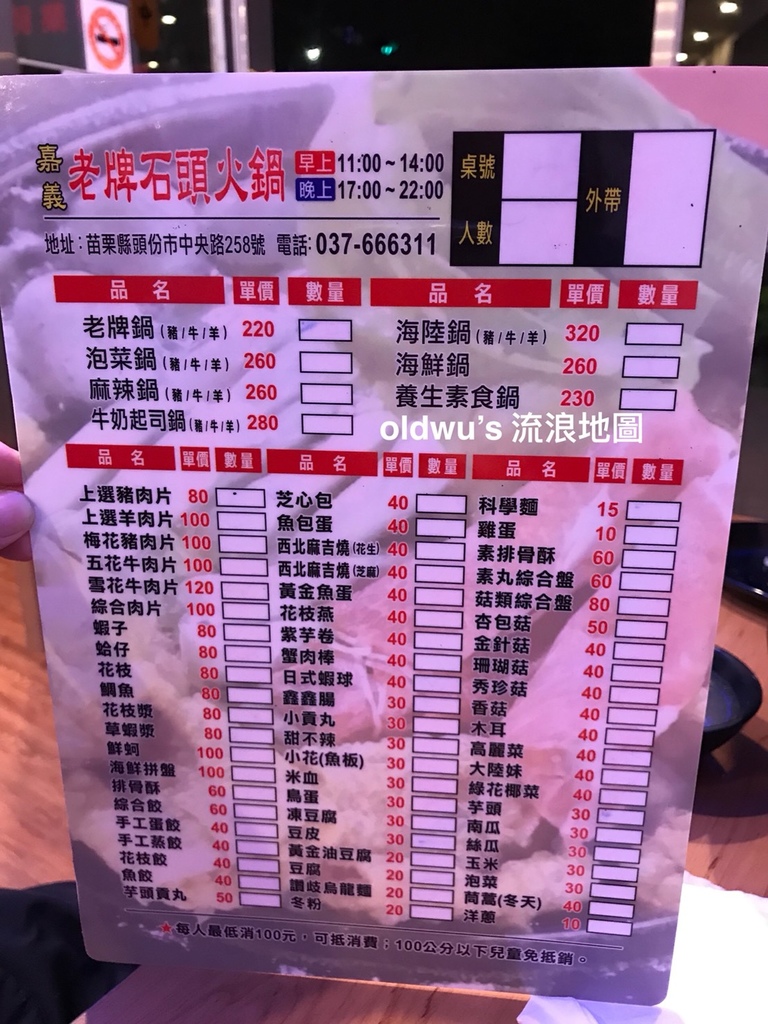 嘉義 老牌石頭火鍋 早上 11:00~14:00
晚上 17:00~22:00
地址:苗栗縣頭份市中央路258號 電話:037-666311
桌號
人數
外帶
品名 單價 數量 品名 單價 數量
老牌鍋(豬/牛/羊) 220 海陸鍋(豬/牛/羊) 320
泡菜鍋(豬/牛/羊) 260 海鮮鍋 260
麻辣鍋(豬/牛/羊) 260 養生素食鍋 230
牛奶起司鍋(豬/牛/羊) 280
oldwu's 流浪地圖
品名 單價 數量 品名 單價 數量 品名 單價 數量
上選豬肉片 80 芝心包 40 科學麵 15
上選羊肉片 100 魚包蛋 40 雞蛋 10
梅花豬肉片 100 西北麻吉燒(花生) 40 素排骨酥 60
五花牛肉片 100 西北麻吉燒(芝麻) 40 素丸綜合盤 60
雪花牛肉片 120 黃金魚蛋 40 菇類綜合盤 80
綜合肉片 100 花枝燕 40 杏包菇 50
蝦子 80 紫芋卷 40 金針菇 40
蛤仔 80 蟹肉棒 40 珊瑚菇 40
花枝 80 日式蝦球 40 秀珍菇 40
鯛魚 80 鑫鑫腸 30 香菇 40
花枝漿 80 小貢丸 30 木耳 40
草蝦漿 80 甜不辣 30 高麗菜 40
鮮蚵 100 小花(魚板) 30 大陸妹 40
海鮮拼盤 100 米血 30 綠花椰菜 40
排骨酥 60 鳥蛋 30 芋頭 30
綜合餃 60 凍豆腐 30 南瓜 30
手工蛋餃 40 豆皮 30 絲瓜 30
手工蒸餃 40 黃金油豆腐 20 玉米 30
花枝餃 40 豆腐 20 泡菜 30
魚餃 40 讚岐烏龍麵 20 茼蒿(冬天) 40
芋頭貢丸 50 冬粉 20 洋蔥 10
★每人最低消100元，可抵消費；100公分以下兒童免抵銷。